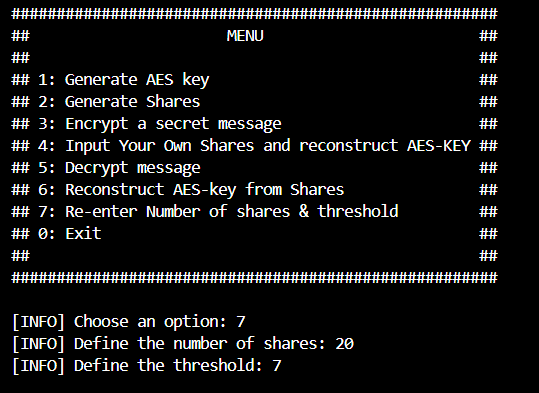 ######################################################
##                      MENU                        ##
##                                                  ##
## 1: Generate AES key                              ##
## 2: Generate Shares                               ##
## 3: Encrypt a secret message                      ##
## 4: Input Your Own Shares and reconstruct AES-KEY ##
## 5: Decrypt message                               ##
## 6: Reconstruct AES-key from Shares               ##
## 7: Re-enter Number of shares & threshold         ##
## 0: Exit                                          ##
##                                                  ##
######################################################
[INFO] Choose an option: 7
[INFO] Define the number of shares: 20
[INFO] Define the threshold: 7